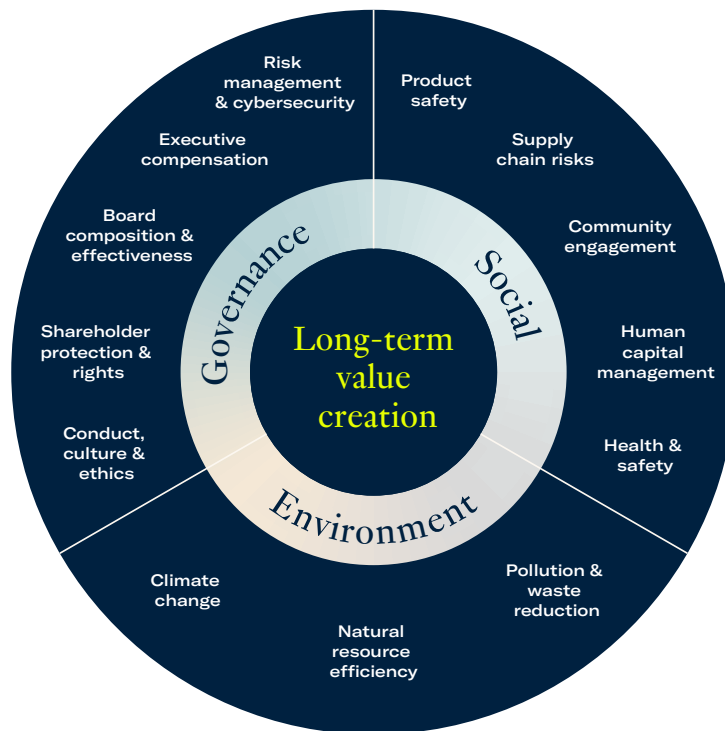 Risk
management
& cybersecurity
Product
safety
Executive
compensation
Supply
chain risks
Board
composition &
effectiveness
Community
engagement
Governance
Social
Shareholder
protection &
rights
Long-term
value
creation
Human
capital
management
Conduct,
culture &
ethics
Health &
safety
Environment
Climate
change
Natural
resource
efficiency
Pollution &
waste
reduction